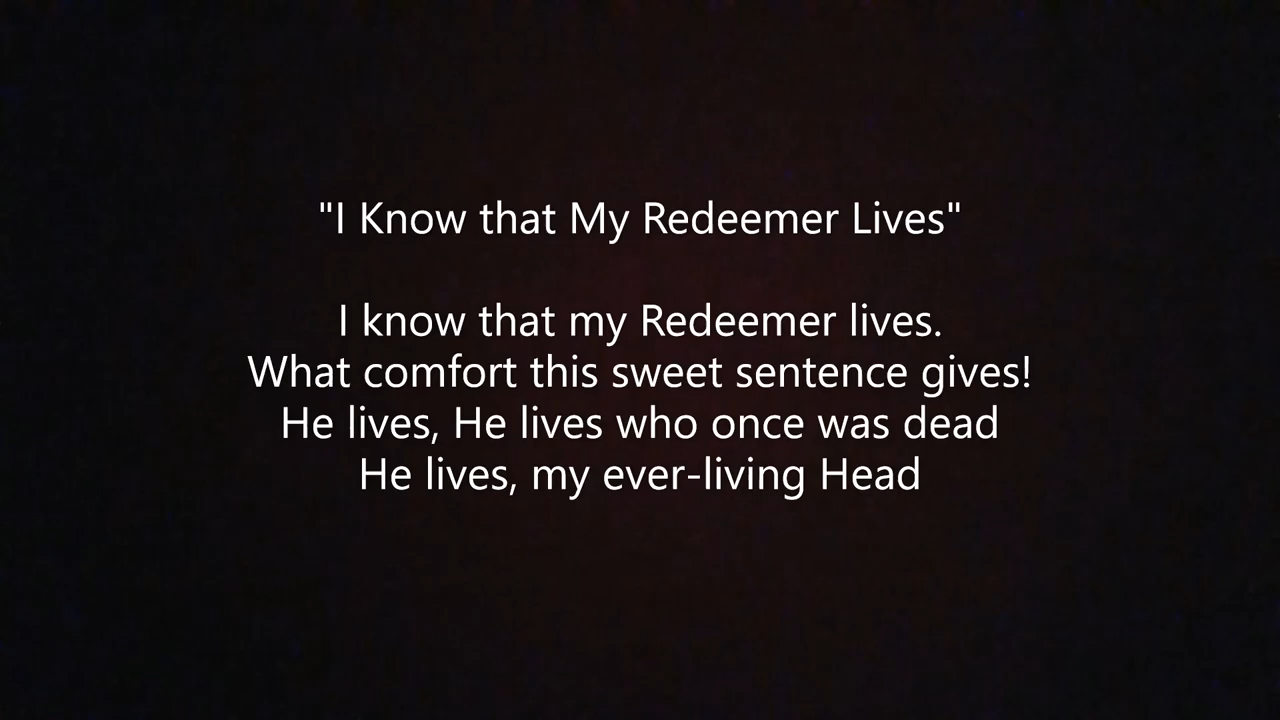 "I Know that My Redeemer Lives"
I know that my Redeemer lives.
What comfort this sweet sentence gives!
He lives, He lives who once was dead
He lives, my ever-living Head